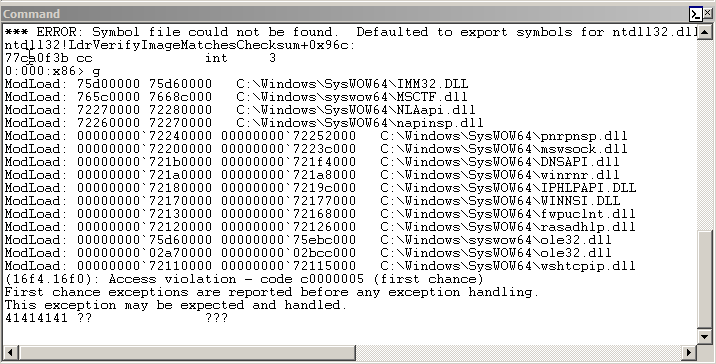 Command
*** ERROR: Symbol file could not be found.  Defaulted to export symbols for ntdll32.dll
ntdll32!LdrVerifyImageMatchesChecksum+0x96c:
77ca0f3b cc              int     3
0:000:x86> g
ModLoad: 75d00000 75d60000   C:\Windows\SysWOW64\IMM32.DLL
ModLoad: 765c0000 7668c000   C:\Windows\syswow64\MSCTF.dll
ModLoad: 72270000 72280000   C:\Windows\SysWOW64\NLAapi.dll
ModLoad: 72260000 72270000   C:\Windows\SysWOW64\napinsp.dll
ModLoad: 00000000`72240000 00000000`72252000   C:\Windows\SysWOW64\pnrpnsp.dll
ModLoad: 00000000`72200000 00000000`7223c000   C:\Windows\SysWOW64\mswsock.dll
ModLoad: 00000000`721b0000 00000000`721f4000   C:\Windows\SysWOW64\DNSAPI.dll
ModLoad: 00000000`721a0000 00000000`721a8000   C:\Windows\SysWOW64\winrnr.dll
ModLoad: 00000000`72180000 00000000`7219c000   C:\Windows\SysWOW64\IPHLPAPI.DLL
ModLoad: 00000000`72170000 00000000`72177000   C:\Windows\SysWOW64\WINNSI.DLL
ModLoad: 00000000`72130000 00000000`72168000   C:\Windows\SysWOW64\fwpuclnt.dll
ModLoad: 00000000`72120000 00000000`72126000   C:\Windows\SysWOW64\rasadhlp.dll
ModLoad: 00000000`75d60000 00000000`75ebc000   C:\Windows\syswow64\ole32.dll
ModLoad: 00000000`02a70000 00000000`02bcc000   C:\Windows\syswow64\ole32.dll
ModLoad: 00000000`72110000 00000000`72115000   C:\Windows\SysWOW64\wshtcpip.dll
(16f4.16f0): Access violation - code c0000005 (first chance)
First chance exceptions are reported before any exception handling.
This exception may be expected and handled.
41414141 ??              ???